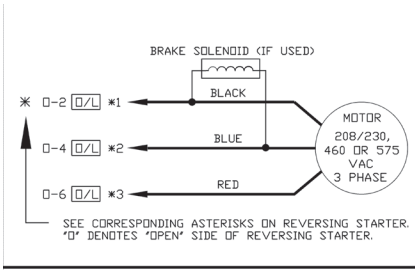 BRAKE SOLENOID (IF USED)
* O-2 O/L *1
BLACK
O-4 O/L *2
BLUE
O-6 O/L *3
RED
MOTOR
208/230,
460 OR 575
VAC
3 PHASE
SEE CORRESPONDING ASTERISKS ON REVERSING STARTER.
"O" DENOTES "OPEN" SIDE OF REVERSING STARTER.